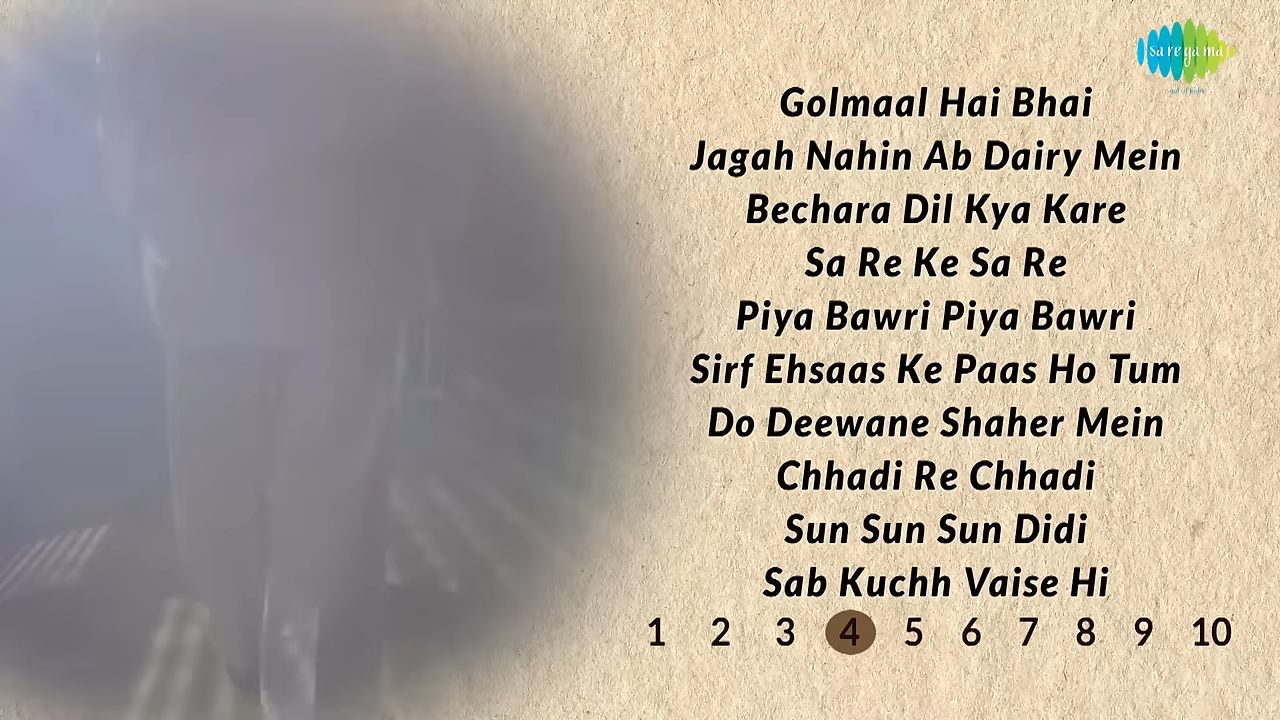 sa re ga ma
Golmaal Hai Bhai
Jagah Nahin Ab Dairy Mein
Bechara Dil Kya Kare
Sa Re Ke Sa Re
Piya Bawri Piya Bawri
Sirf Ehsaas Ke Paas Ho Tum
Do Deewane Shaher Mein
Chhadi Re Chhadi
Sun Sun Sun Didi
Sab Kuchh Vaise Hi
1 2 3 4 5 6 7 8 9 10